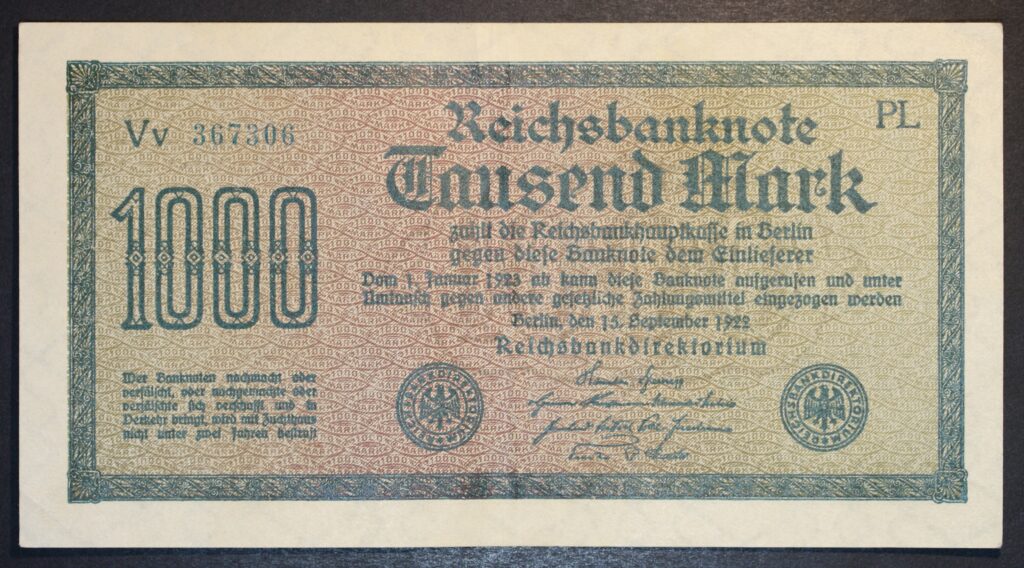 Vv 367306
PL
Reichsbanknote
Tausend Mark
zahlt die Reichsbankhauptkasse in Berlin
gegen diese Banknote dem Einlieferer
Vom 1. Januar 1923 ab kann diese Banknote aufgerufen und unter
Umtausch gegen andere gesetzliche Zahlungsmittel eingezogen werden
Berlin, den 15. September 1922
Reichsbankdirektorium
1000
Wer Banknoten nachmacht oder
verfälscht, oder nachgemachte oder
verfälschte sich verschafft und in
Verkehr bringt, wird mit Zuchthaus
nicht unter zwei Jahren bestraft
REICHSBANKDIREKTORIUM
REICHSBANKDIREKTORIUM